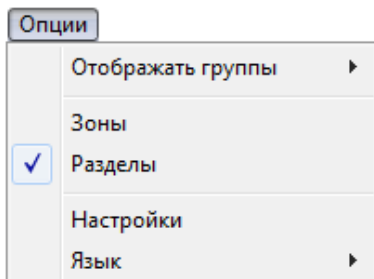 Опции
Отображать группы
Зоны
Разделы
Настройки
Язык